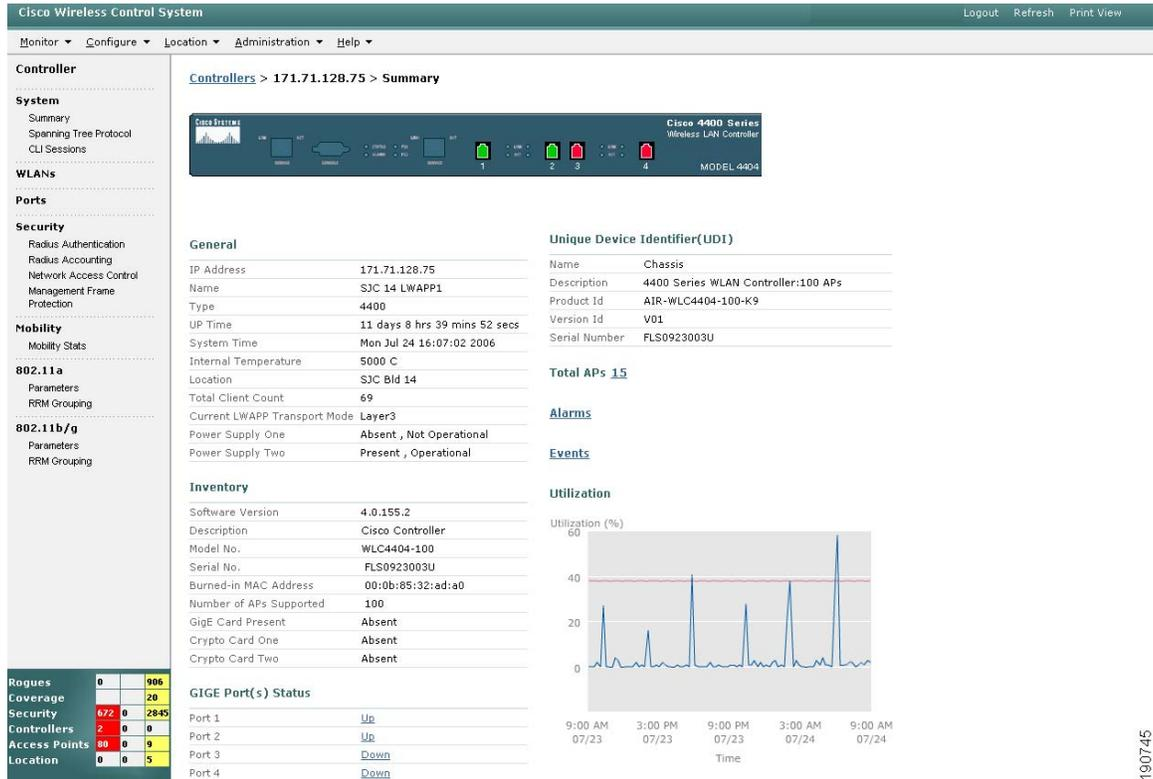 Cisco Wireless Control System
Logout Refresh Print View
Monitor Configure Location Administration Help
Controller
System
Summary
Spanning Tree Protocol
CLI Sessions
WLANs
Ports
Security
Radius Authentication
Radius Accounting
Network Access Control
Management Frame
Protection
Mobility
Mobility Stats
802.11a
Parameters
RRM Grouping
802.11b/g
Parameters
RRM Grouping
Rogues 0 906
Coverage 20
Security 672 0 2845
Controllers 2 0 0
Access Points 80 0 9
Location 0 0 5
Controllers > 171.71.128.75 > Summary
CISCO SYSTEMS
Cisco 4400 Series
Wireless LAN Controller
1 2 3 4
MODEL 4404
General
IP Address 171.71.128.75
Name SJC 14 LWAPP1
Type 4400
UP Time 11 days 8 hrs 39 mins 52 secs
System Time Mon Jul 24 16:07:02 2006
Internal Temperature 5000 C
Location SJC Bld 14
Total Client Count 69
Current LWAPP Transport Mode Layer3
Power Supply One Absent , Not Operational
Power Supply Two Present , Operational
Inventory
Software Version 4.0.155.2
Description Cisco Controller
Model No. WLC4404-100
Serial No. FLS0923003U
Burned-in MAC Address 00:0b:85:32:ad:a0
Number of APs Supported 100
GigE Card Present Absent
Crypto Card One Absent
Crypto Card Two Absent
GIGE Port(s) Status
Port 1 Up
Port 2 Up
Port 3 Down
Port 4 Down
Unique Device Identifier(UDI)
Name Chassis
Description 4400 Series WLAN Controller:100 APs
Product Id AIR-WLC4404-100-K9
Version Id V01
Serial Number FLS0923003U
Total APs 15
Alarms
Events
Utilization
Utilization (%)
60
40
20
0
9:00 AM 3:00 PM 9:00 PM 3:00 AM 9:00 AM
07/23 07/23 07/23 07/24 07/24
Time
190745